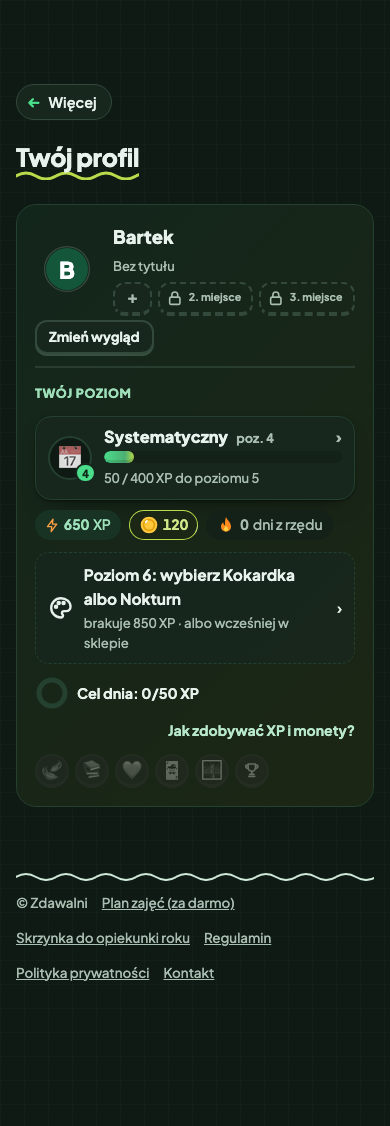 ← Więcej
Twój profil
B
Bartek
Bez tytułu
+ 2. miejsce 3. miejsce
Zmień wygląd
TWÓJ POZIOM
17
4
Systematyczny poz. 4 ›
50 / 400 XP do poziomu 5
650 XP 120 0 dni z rzędu
Poziom 6: wybierz Kokardka
albo Nokturn
brakuje 850 XP · albo wcześniej w
sklepie
›
Cel dnia: 0/50 XP
Jak zdobywać XP i monety?
© Zdawalni Plan zajęć (za darmo)
Skrzynka do opiekunki roku Regulamin
Polityka prywatności Kontakt